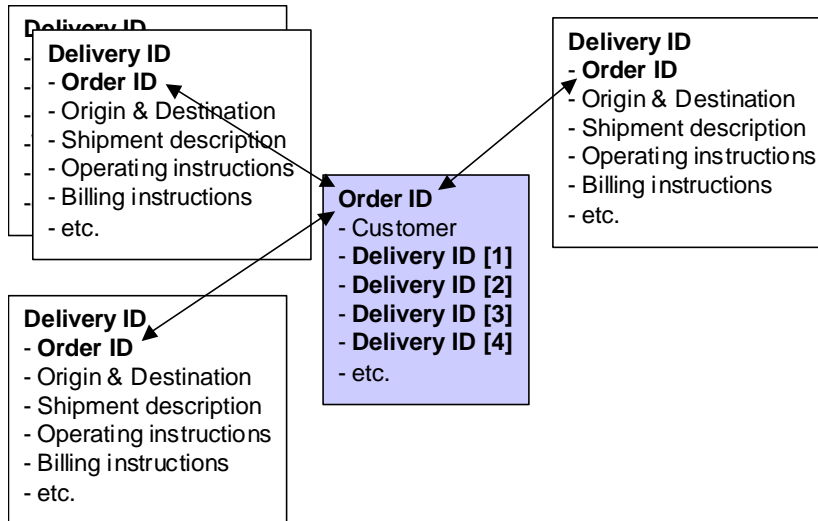 Delivery ID
-
-
-
-
-
-
Delivery ID
- Order ID
- Origin & Destination
- Shipment description
- Operating instructions
- Billing instructions
- etc.
Delivery ID
- Order ID
- Origin & Destination
- Shipment description
- Operating instructions
- Billing instructions
- etc.
Order ID
- Customer
- Delivery ID [1]
- Delivery ID [2]
- Delivery ID [3]
- Delivery ID [4]
- etc.
Delivery ID
- Order ID
- Origin & Destination
- Shipment description
- Operating instructions
- Billing instructions
- etc.